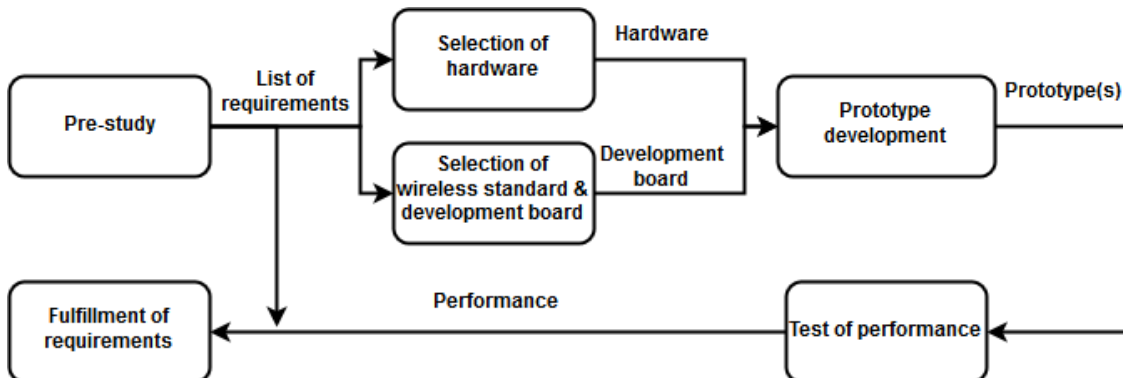 Pre-study
List of
requirements
Selection of
hardware
Hardware
Selection of
wireless standard &
development board
Development
board
Prototype
development
Prototype(s)
Fulfillment of
requirements
Performance
Test of performance